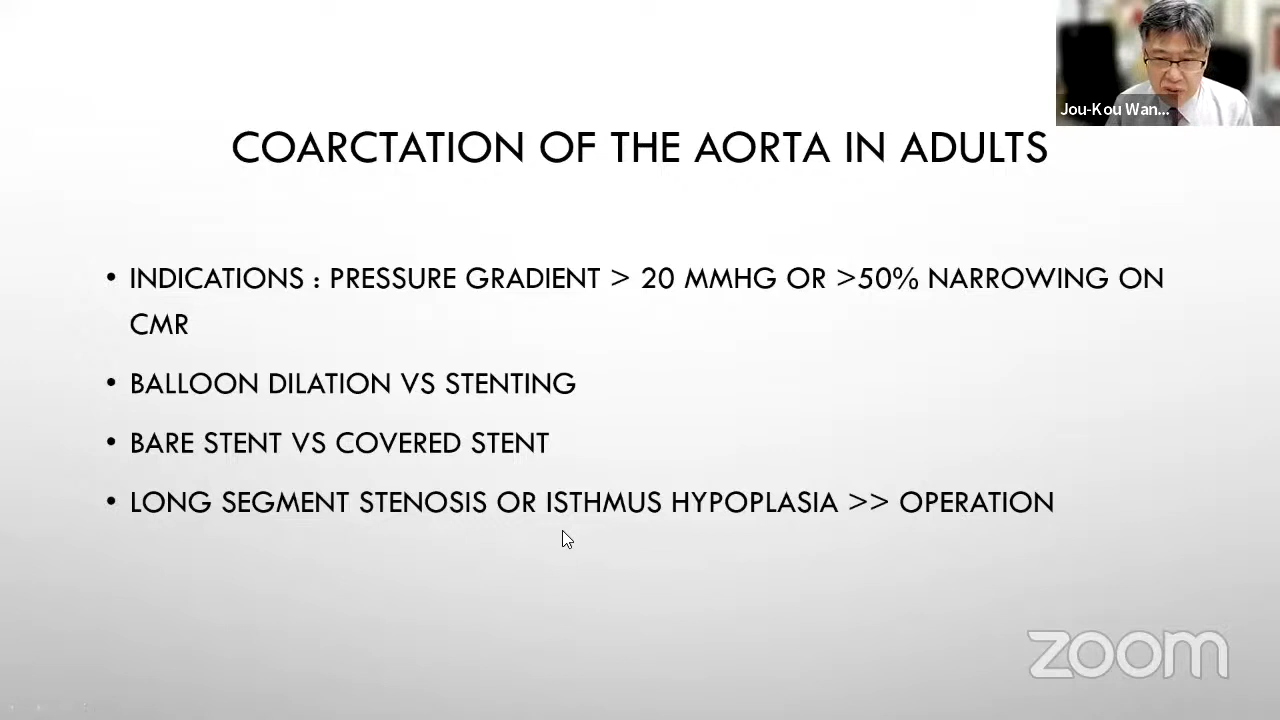 Jou-Kou Wan...
COARCTATION OF THE AORTA IN ADULTS
• INDICATIONS : PRESSURE GRADIENT > 20 MMHG OR >50% NARROWING ON
CMR
• BALLOON DILATION VS STENTING
• BARE STENT VS COVERED STENT
• LONG SEGMENT STENOSIS OR ISTHMUS HYPOPLASIA >> OPERATION
zoom